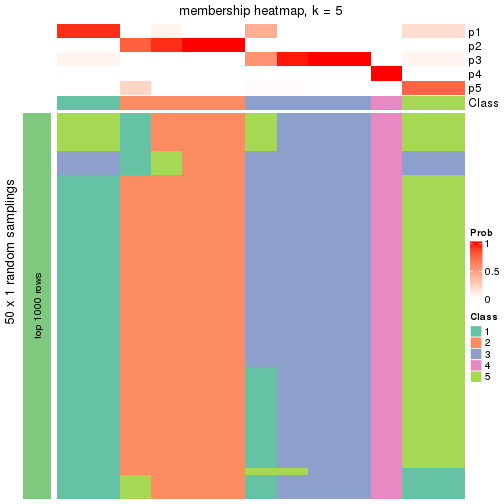 membership heatmap, k = 5
p1
p2
p3
p4
p5
Class
50 x 1 random samplings
top 1000 rows
Prob
1
0.5
0
Class
1
2
3
4
5